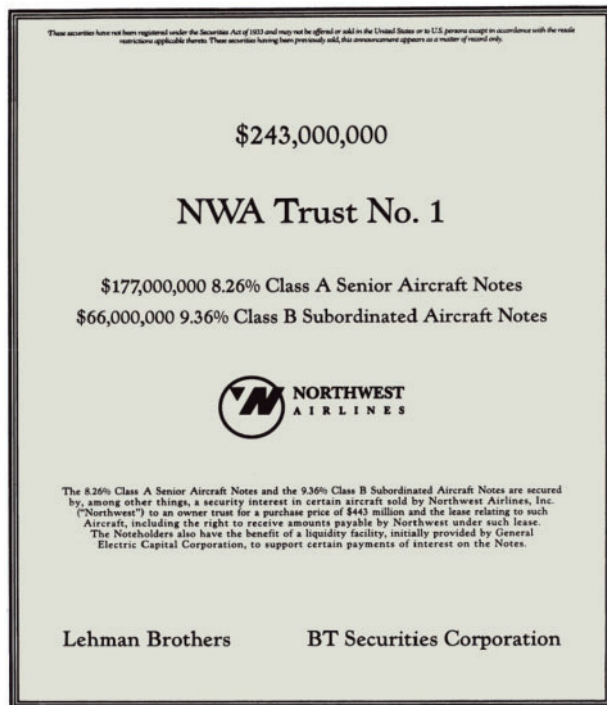 These securities have not been registered under the Securities Act of 1933 and may not be offered or sold in the United States or to U.S. persons except in accordance with the resale
restrictions applicable thereto. These securities having been previously sold, this announcement appears as a matter of record only.
$243,000,000
NWA Trust No. 1
$177,000,000 8.26% Class A Senior Aircraft Notes
$66,000,000 9.36% Class B Subordinated Aircraft Notes
NORTHWEST
AIRLINES
The 8.26% Class A Senior Aircraft Notes and the 9.36% Class B Subordinated Aircraft Notes are secured
by, among other things, a security interest in certain aircraft sold by Northwest Airlines, Inc.
("Northwest") to an owner trust for a purchase price of $443 million and the lease relating to such
Aircraft, including the right to receive amounts payable by Northwest under such lease.
The Noteholders also have the benefit of a liquidity facility, initially provided by General
Electric Capital Corporation, to support certain payments of interest on the Notes.
Lehman Brothers BT Securities Corporation